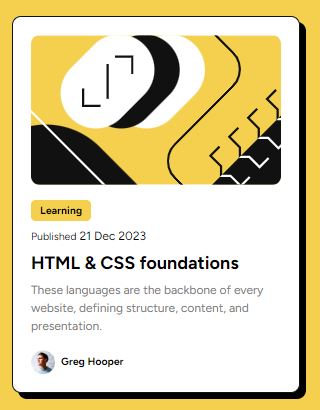 Learning
Published 21 Dec 2023
HTML & CSS foundations
These languages are the backbone of every
website, defining structure, content, and
presentation.
Greg Hooper